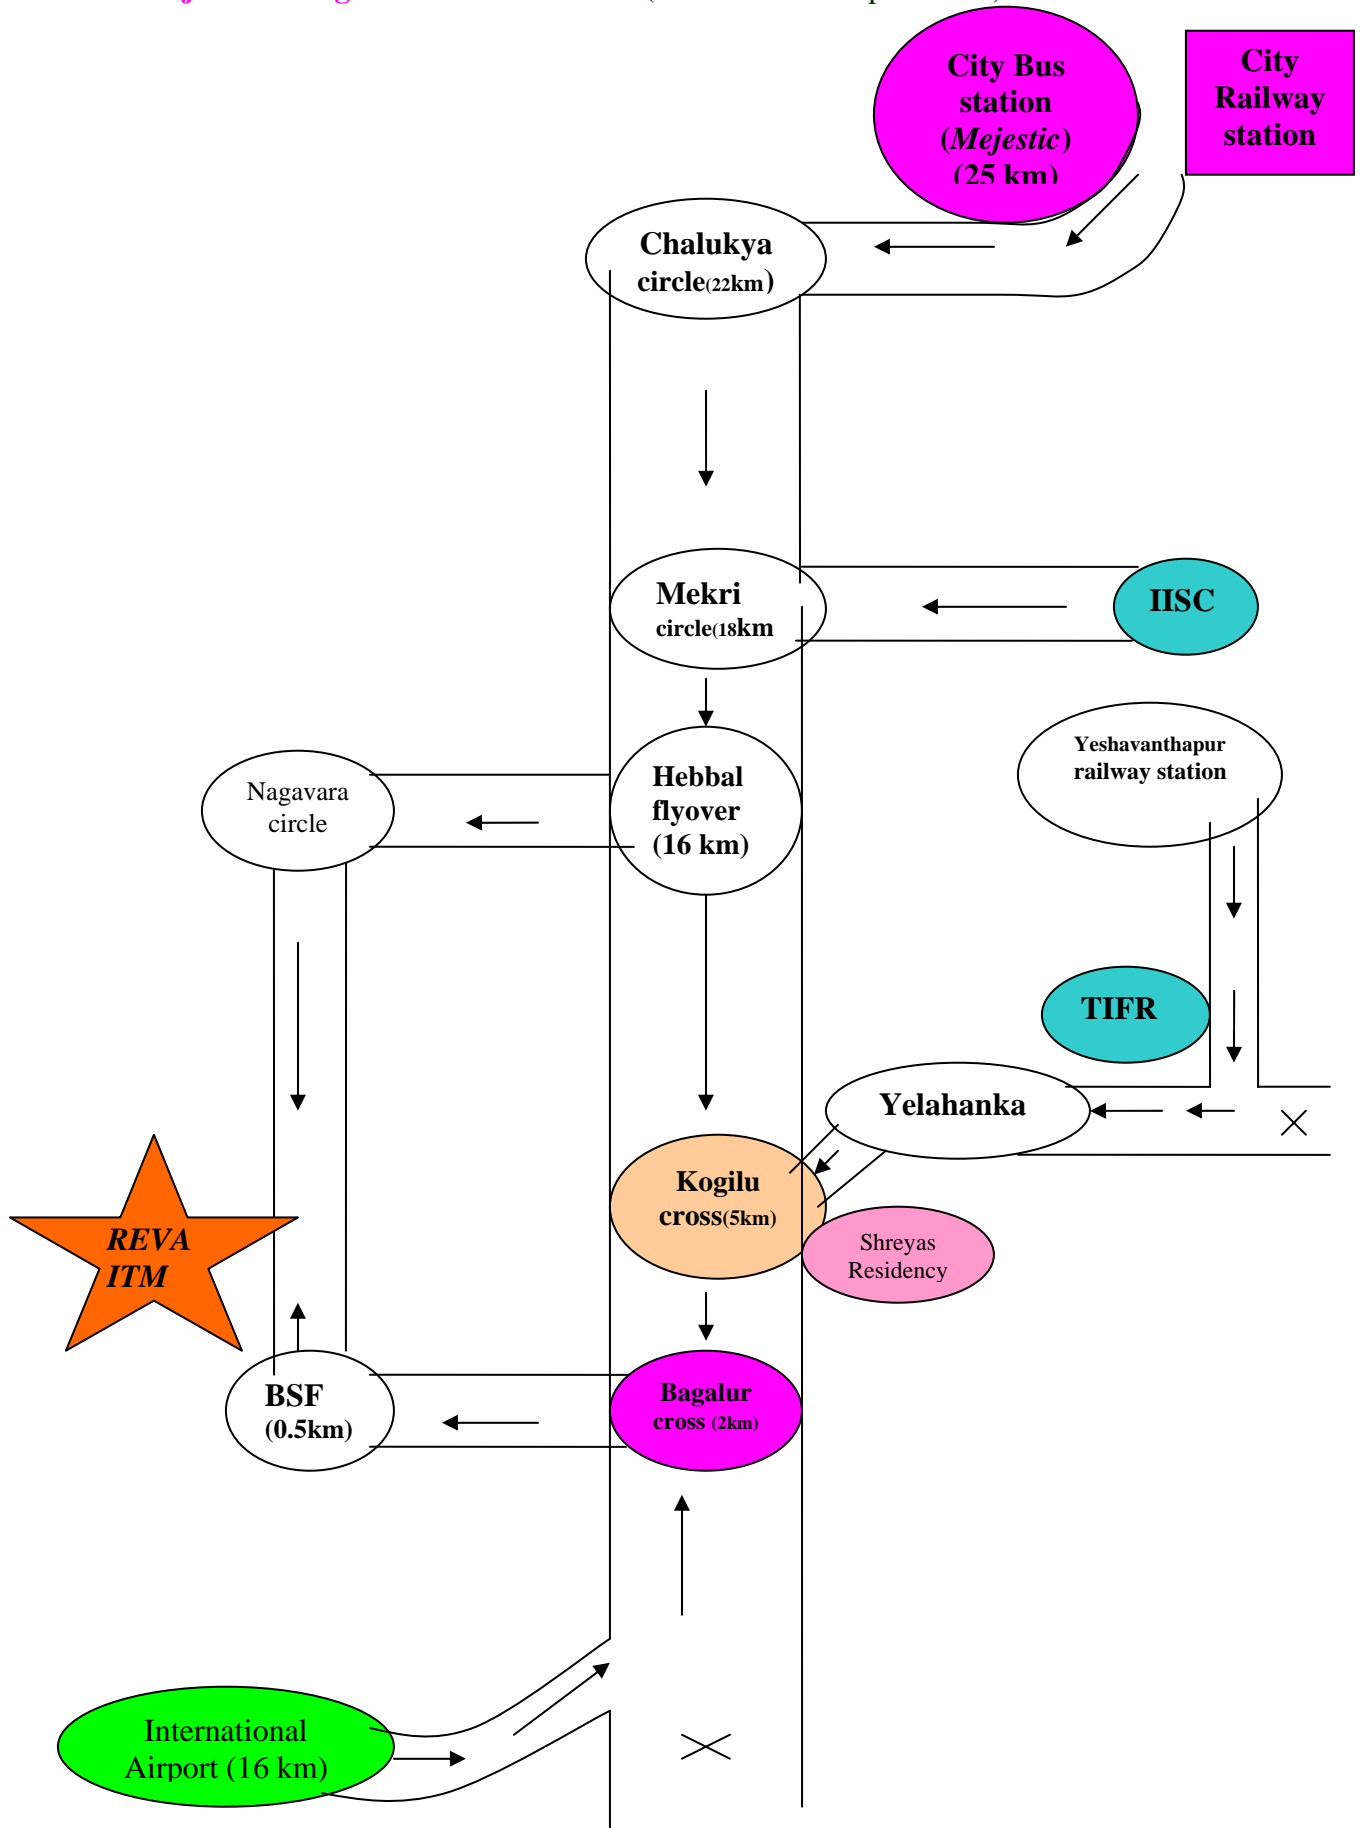 City Bus
station
(Mejestic)
(25 km)
City
Railway
station
Chalukya
circle(22km)
Mekri
circle(18km
IISC
Yeshavanthapur
railway station
Nagavara
circle
Hebbal
flyover
(16 km)
TIFR
Yelahanka
Kogilu
cross(5km)
Shreyas
Residency
REVA
ITM
BSF
(0.5km)
Bagalur
cross (2km)
International
Airport (16 km)